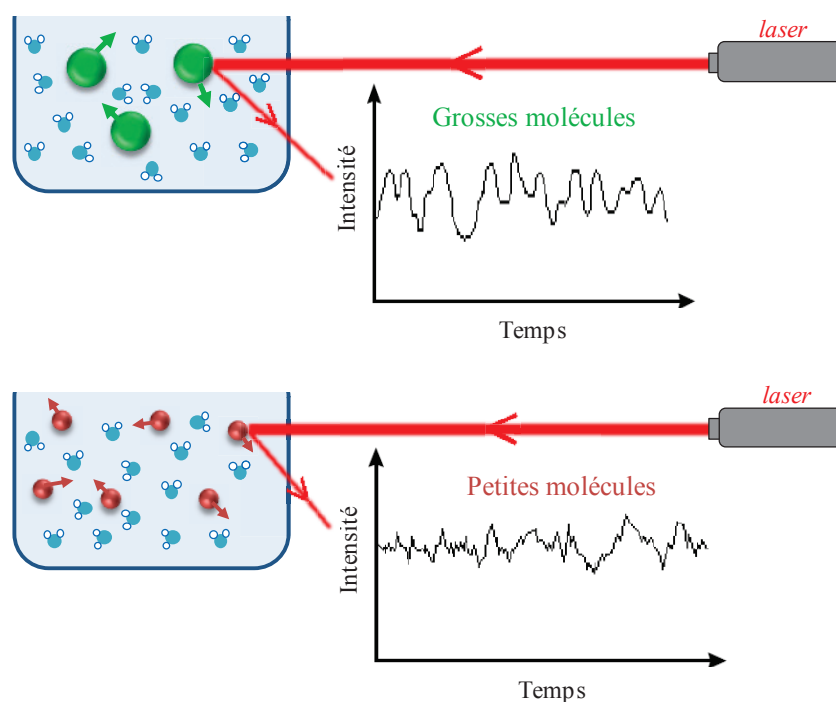 laser
Grosses molécules
Intensité
Temps
laser
Petites molécules
Intensité
Temps